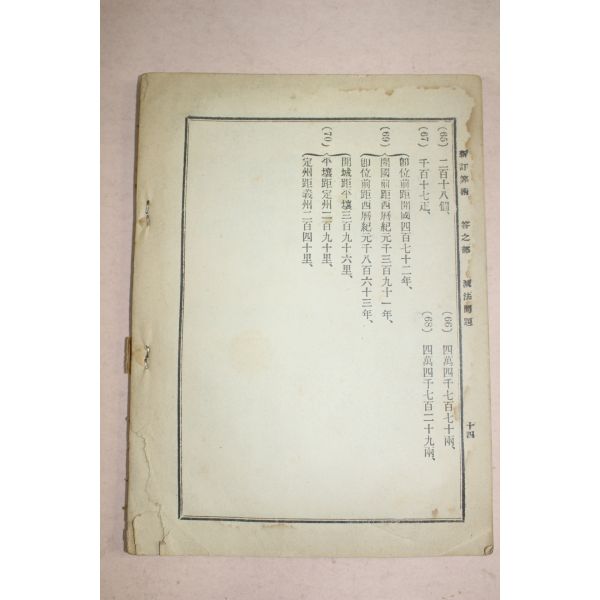 新訂算術 答之部 減法問題 十四
(65) 二百十八個、 (66) 四萬四千七百七十兩、
(67) 千百十七疋、 (68) 四萬四千七百二十九兩、
(69) 卽位前距開國四百七十二年、
開國前距西曆紀元千三百九十一年、
卽位前距西曆紀元千八百六十三年、
(70) 開城距平壤三百九十六里、
平壤距定州二百九十里、
定州距義州二百四十里、